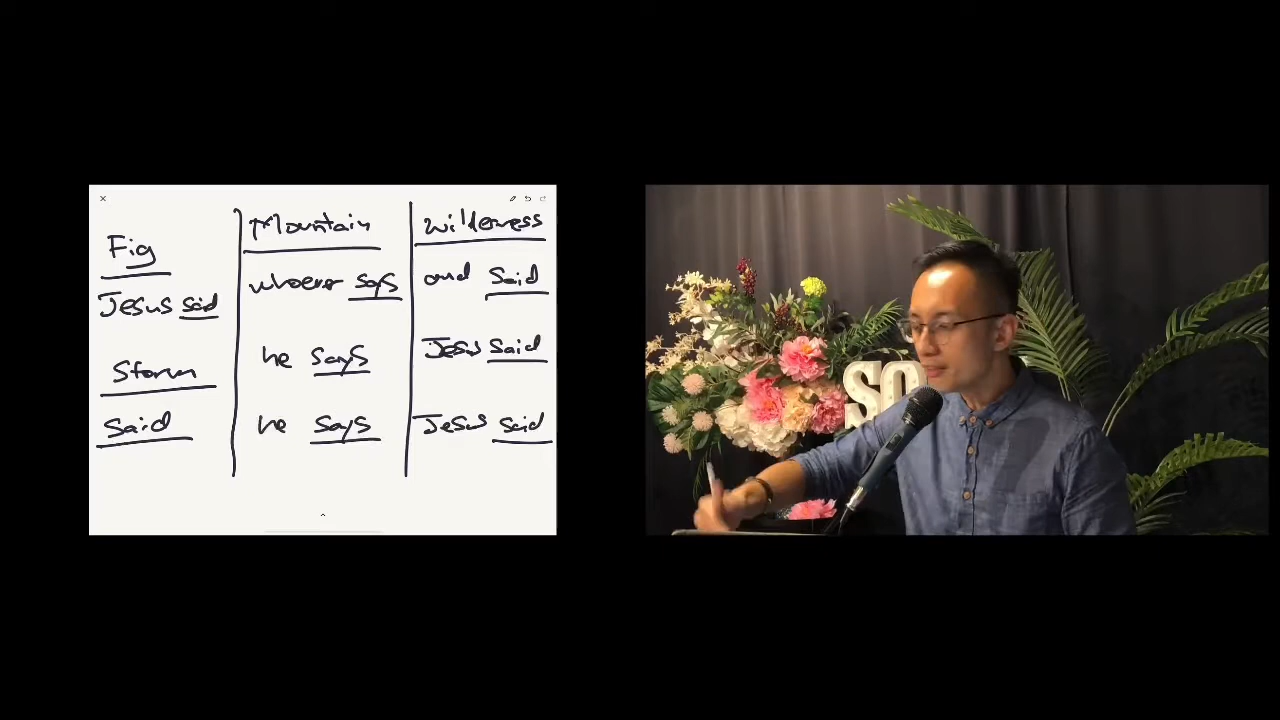 Fig
Jesus said
Storm
Said
Mountain
whoever says
he says
he says
Wilderness
and Said
Jesus Said
Jesus said
SO